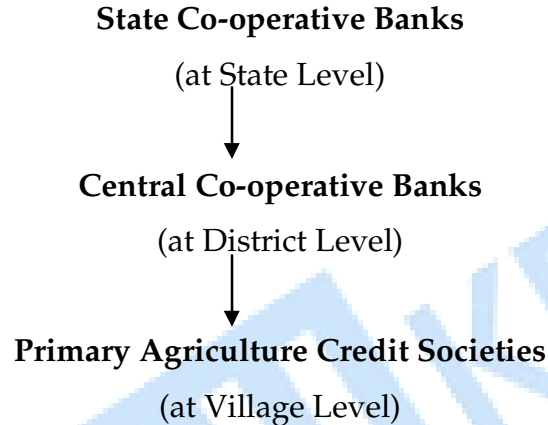 State Co-operative Banks
(at State Level)
Central Co-operative Banks
(at District Level)
Primary Agriculture Credit Societies
(at Village Level)